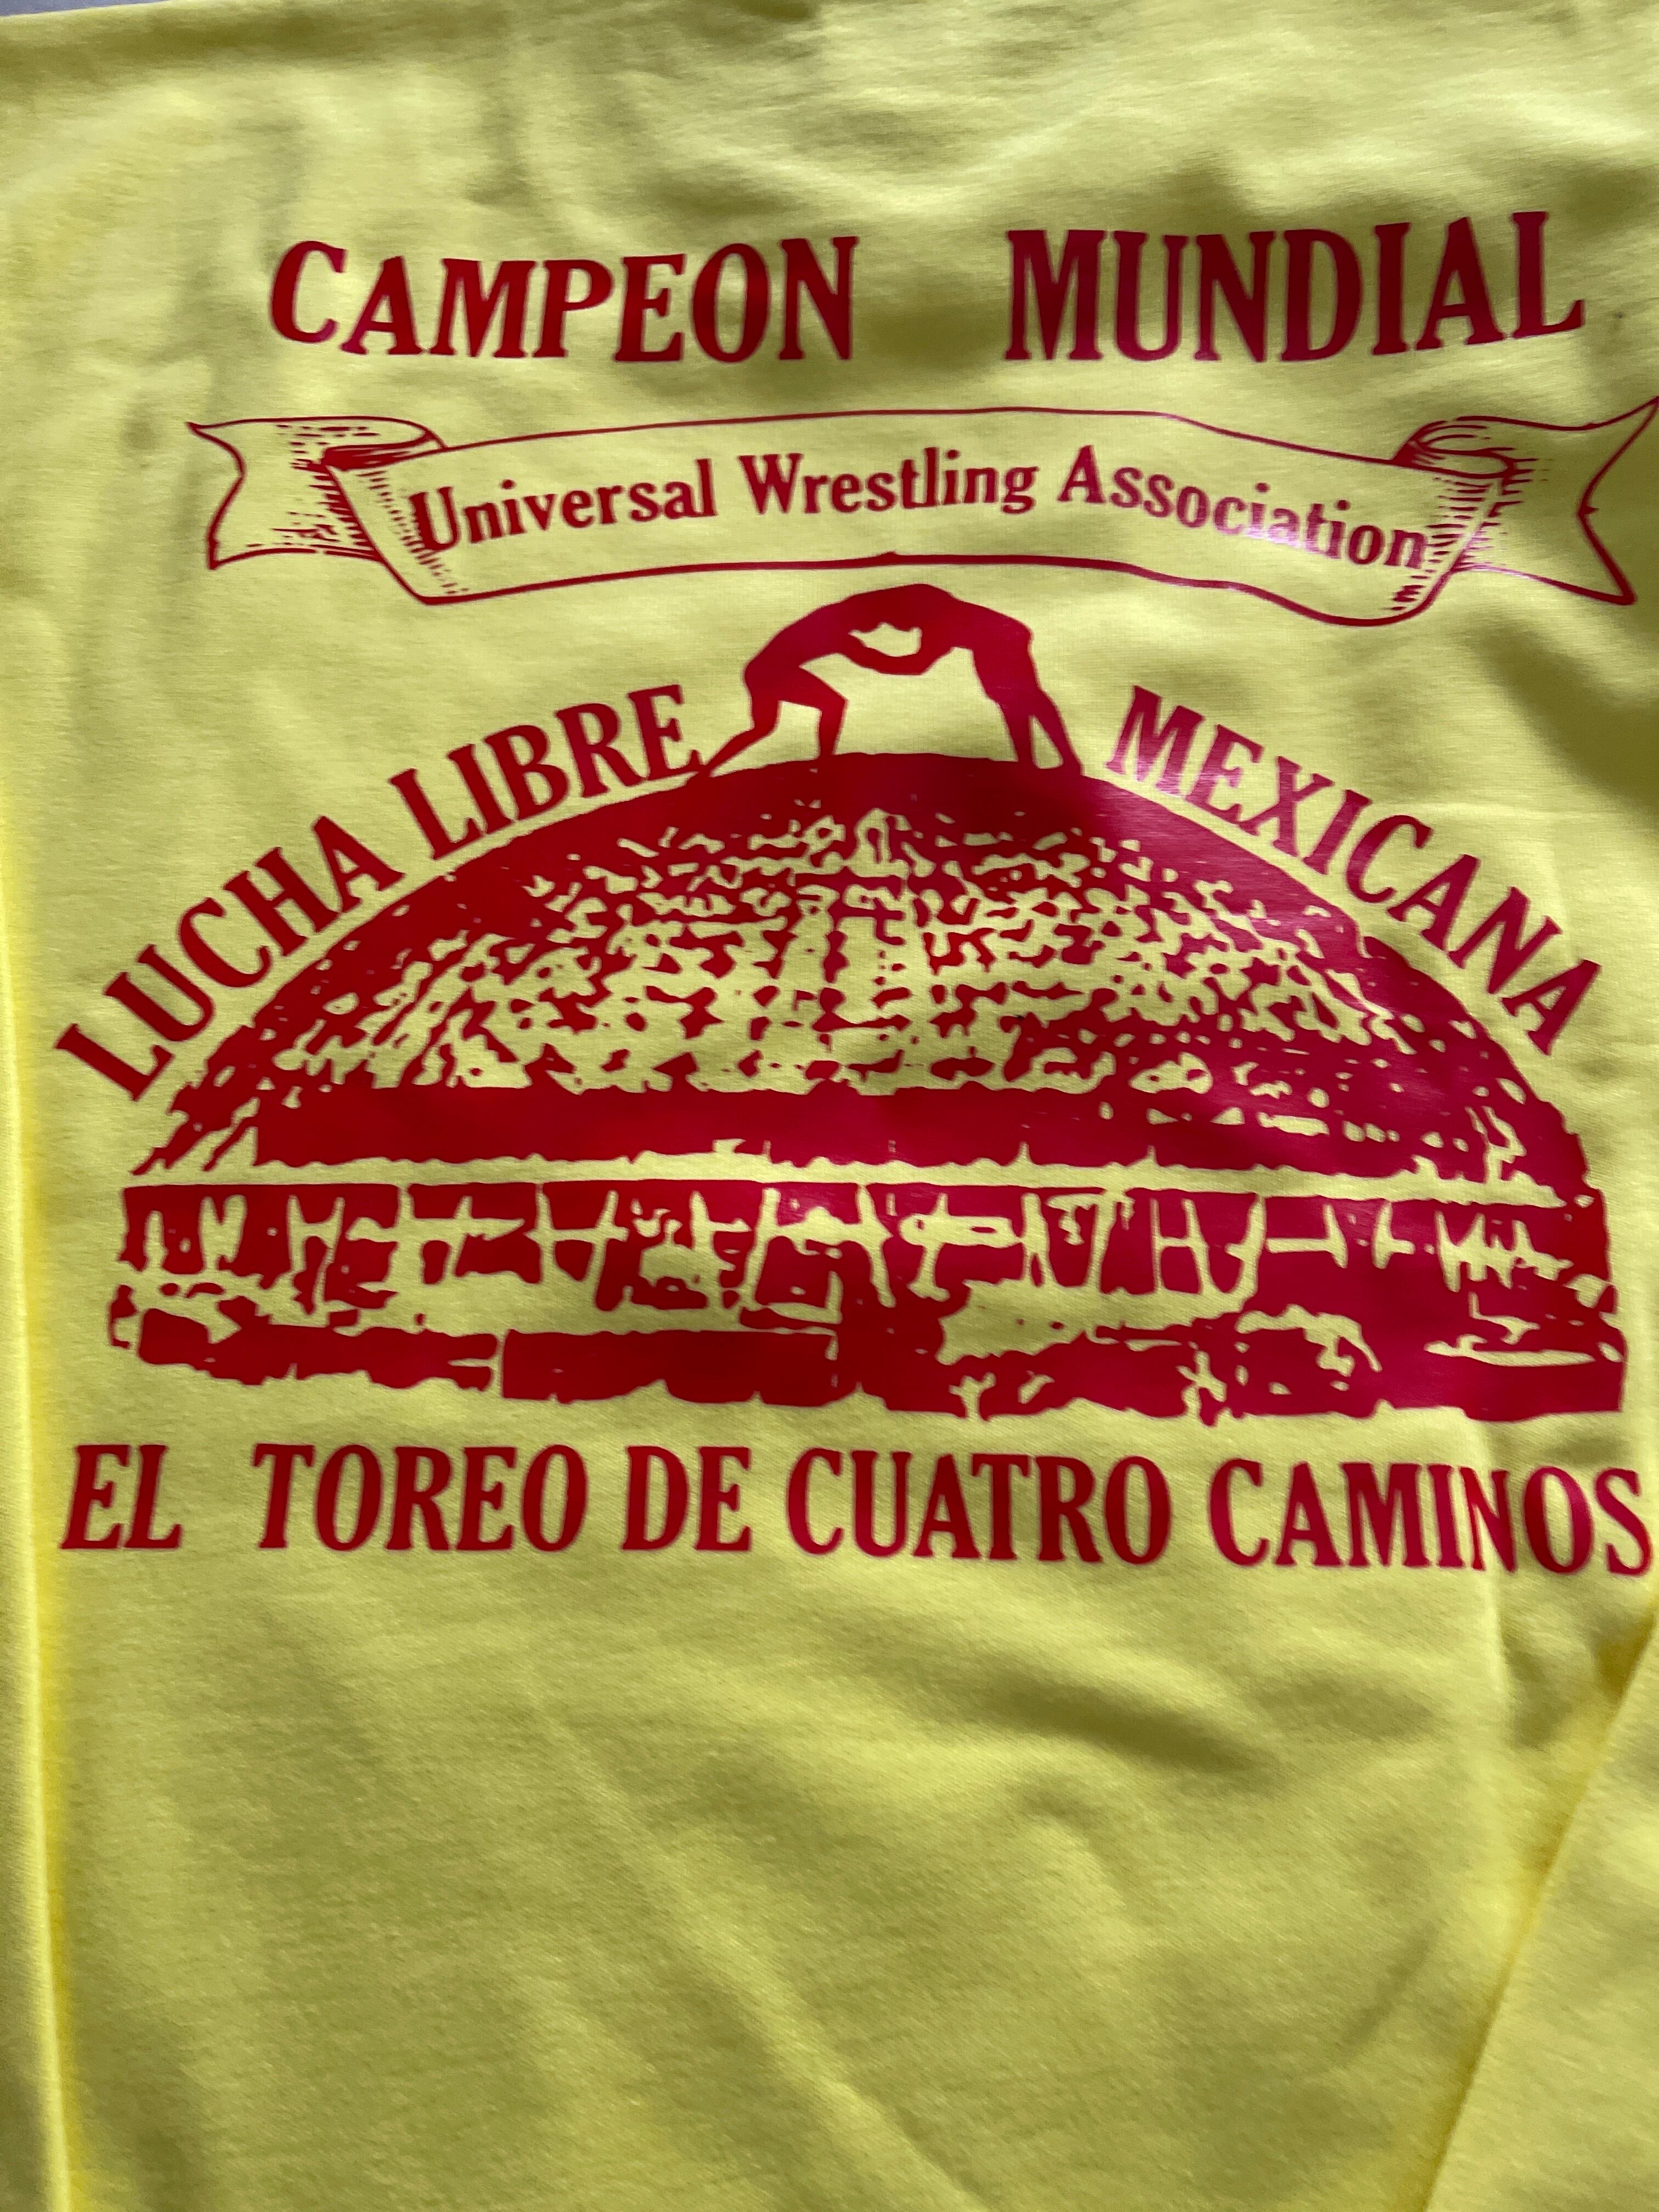 CAMPEON MUNDIAL
Universal Wrestling Association
LUCHA LIBRE MEXICANA
EL TOREO DE CUATRO CAMINOS